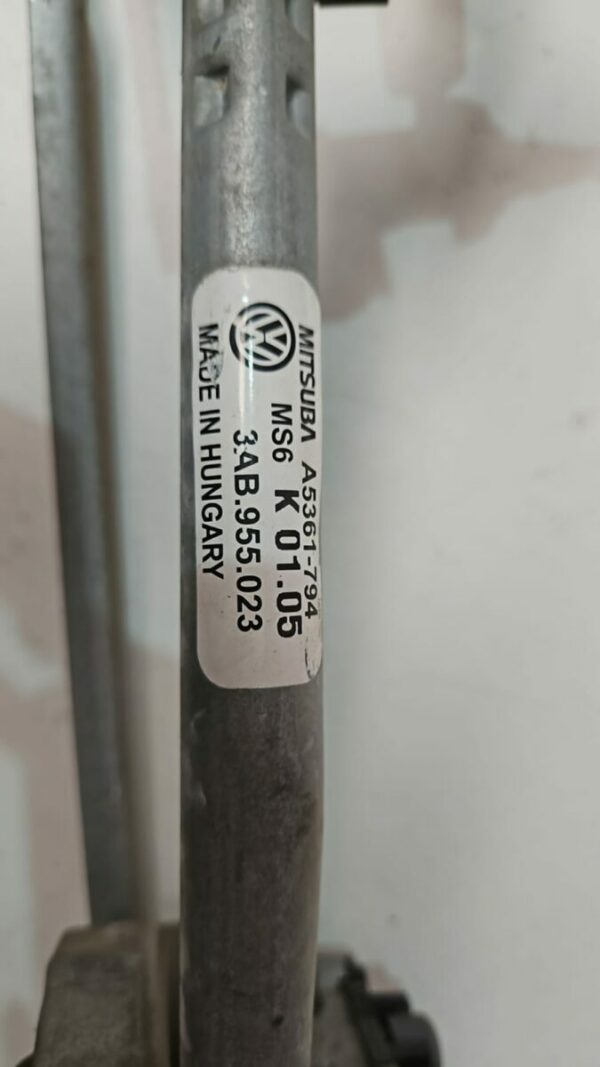 MITSUBA A5361-794
MS6 K 01.05
3AB.955.023
MADE IN HUNGARY